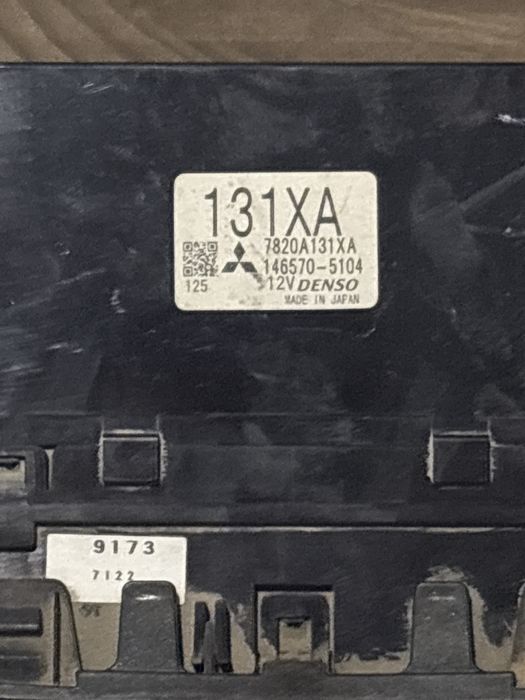 131XA
7820A131XA
146570-5104
125
12V DENSO
MADE IN JAPAN
9173
7122